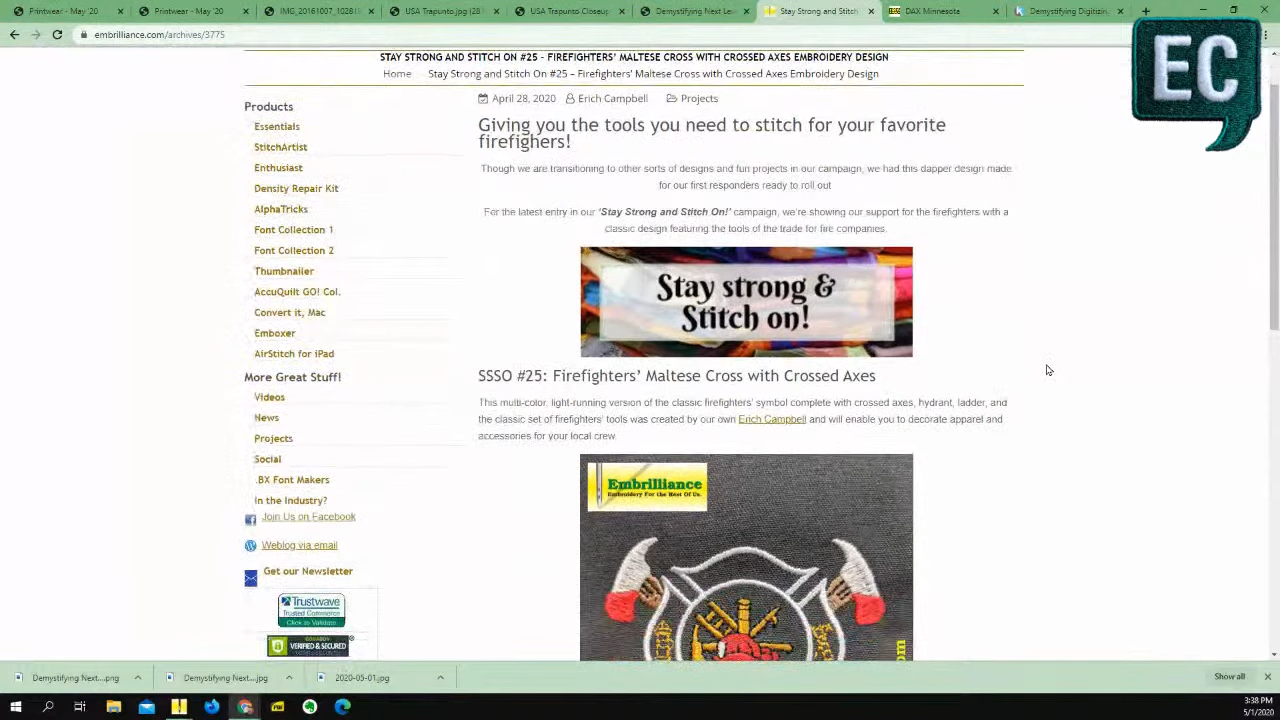 Printwear - May '20
Printwear - May '20
IMG_20161007_1028
USA Trapunto.jpg (28
USA Trapunto-Closeup
Demystifying Next Le
Stay Strong and Stitch
DAX Minnesota
Demystifying Digitizin
embrilliance.com/archives/3775
EC
STAY STRONG AND STITCH ON #25 – FIREFIGHTERS' MALTESE CROSS WITH CROSSED AXES EMBROIDERY DESIGN
Home Stay Strong and Stitch On #25 – Firefighters' Maltese Cross with Crossed Axes Embroidery Design
Products
Essentials
StitchArtist
Enthusiast
Density Repair Kit
AlphaTricks
Font Collection 1
Font Collection 2
Thumbnailer
AccuQuilt GO! Col.
Convert it, Mac
Emboxer
AirStitch for iPad
More Great Stuff!
Videos
News
Projects
Social
.BX Font Makers
In the Industry?
Join Us on Facebook
Weblog via email
Get our Newsletter
Trustwave
Trusted Commerce
Click to Validate
VERIFIED & SECURED
April 28, 2020 Erich Campbell Projects
Giving you the tools you need to stitch for your favorite
firefighers!
Though we are transitioning to other sorts of designs and fun projects in our campaign, we had this dapper design made
for our first responders ready to roll out
For the latest entry in our 'Stay Strong and Stitch On!' campaign, we're showing our support for the firefighters with a
classic design featuring the tools of the trade for fire companies.
Stay strong &
Stitch on!
SSSO #25: Firefighters' Maltese Cross with Crossed Axes
This multi-color, light-running version of the classic firefighters' symbol complete with crossed axes, hydrant, ladder, and
the classic set of firefighters' tools was created by our own Erich Campbell and will enable you to decorate apparel and
accessories for your local crew.
Embrilliance
Embroidery For the Rest Of Us.
om
Demystifying Next....png
Demystifying Next....jpg
2020-05-01.jpg
Show all
3:38 PM
5/1/2020